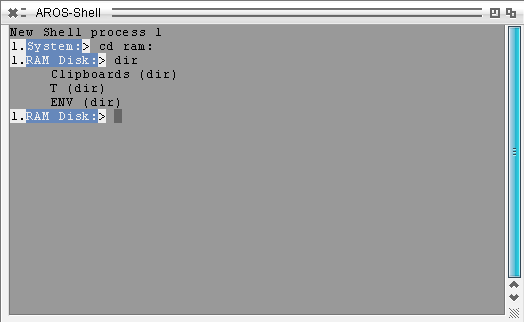 AROS-Shell
New Shell process 1
1.System:> cd ram:
1.RAM Disk:> dir
Clipboards (dir)
T (dir)
ENV (dir)
1.RAM Disk:>